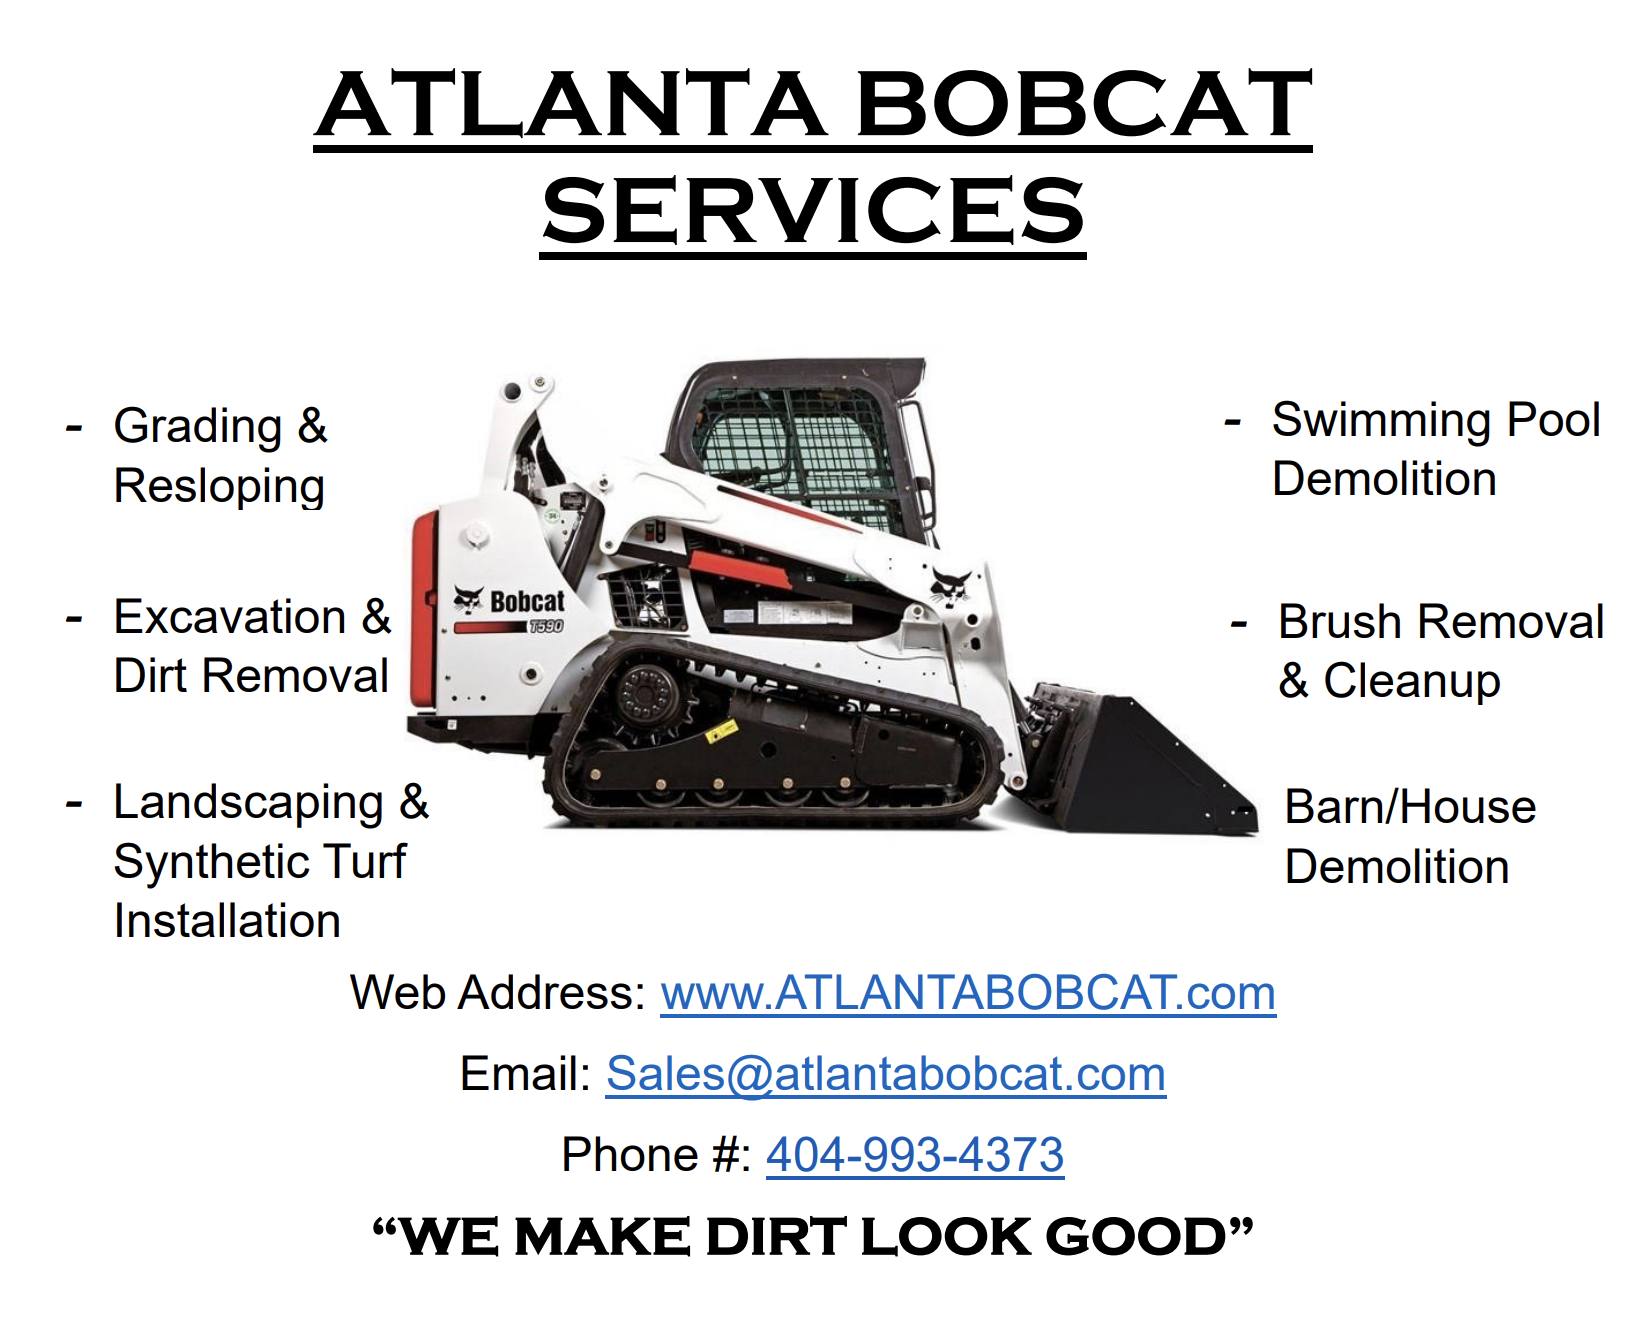 ATLANTA BOBCAT
SERVICES
- Grading &
Resloping
- Excavation &
Dirt Removal
- Landscaping &
Synthetic Turf
Installation
Bobcat
T590
- Swimming Pool
Demolition
- Brush Removal
& Cleanup
Barn/House
Demolition
Web Address: www.ATLANTABOBCAT.com
Email: Sales@atlantabobcat.com
Phone #: 404-993-4373
“WE MAKE DIRT LOOK GOOD”